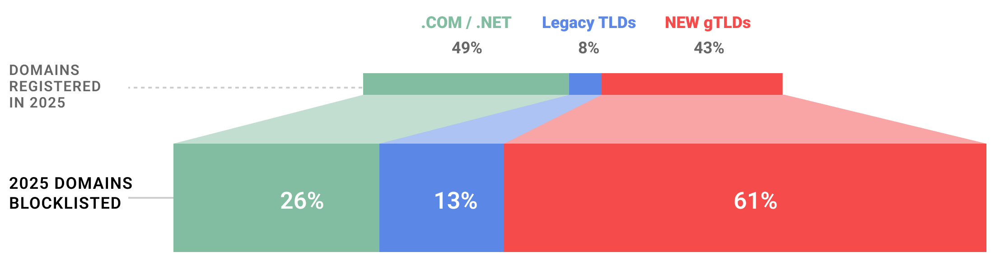 .COM / .NET
Legacy TLDs
NEW gTLDs
49%
8%
43%
DOMAINS
REGISTERED
IN 2025
2025 DOMAINS
BLOCKLISTED
26%
13%
61%